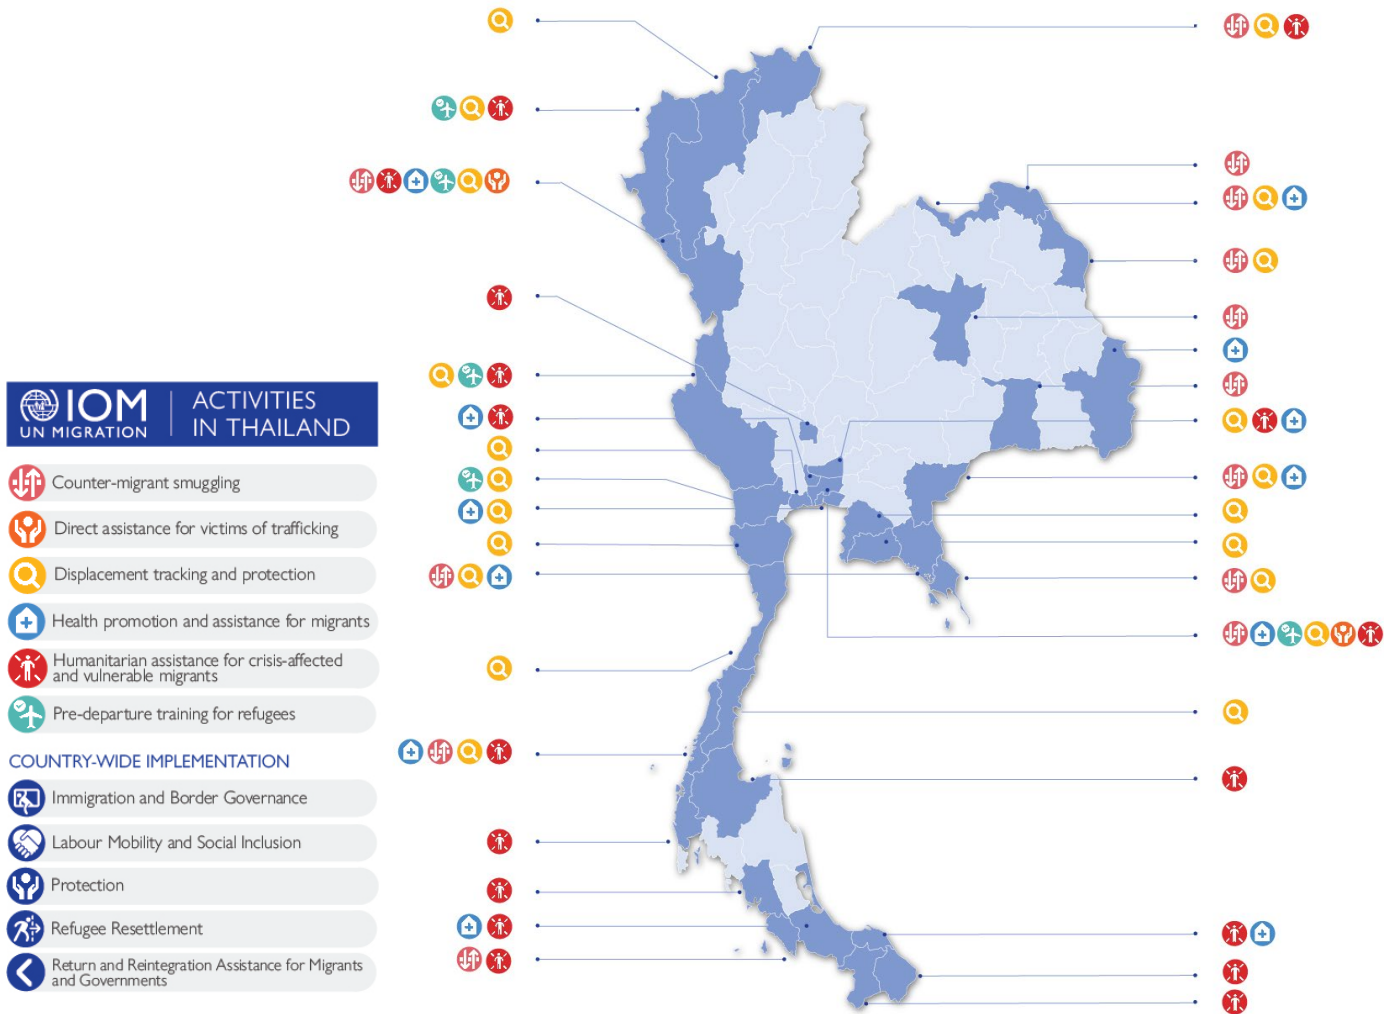 IOM
UN MIGRATION
ACTIVITIES
IN THAILAND
Counter-migrant smuggling
Direct assistance for victims of trafficking
Displacement tracking and protection
Health promotion and assistance for migrants
Humanitarian assistance for crisis-affected
and vulnerable migrants
Pre-departure training for refugees
COUNTRY-WIDE IMPLEMENTATION
Immigration and Border Governance
Labour Mobility and Social Inclusion
Protection
Refugee Resettlement
Return and Reintegration Assistance for Migrants
and Governments